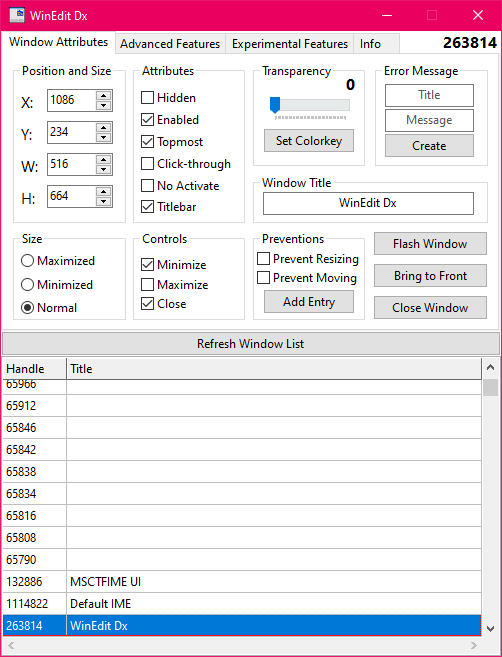 WinEdit Dx
Window Attributes Advanced Features Experimental Features Info 263814
Position and Size
X: 1086
Y: 234
W: 516
H: 664
Attributes
Hidden
Enabled
Topmost
Click-through
No Activate
Titlebar
Transparency
0
Set Colorkey
Error Message
Title
Message
Create
Window Title
WinEdit Dx
Size
Maximized
Minimized
Normal
Controls
Minimize
Maximize
Close
Preventions
Prevent Resizing
Prevent Moving
Add Entry
Flash Window
Bring to Front
Close Window
Refresh Window List
Handle Title
65966
65912
65846
65842
65838
65834
65816
65808
65790
132886 MSCTFIME UI
1114822 Default IME
263814 WinEdit Dx